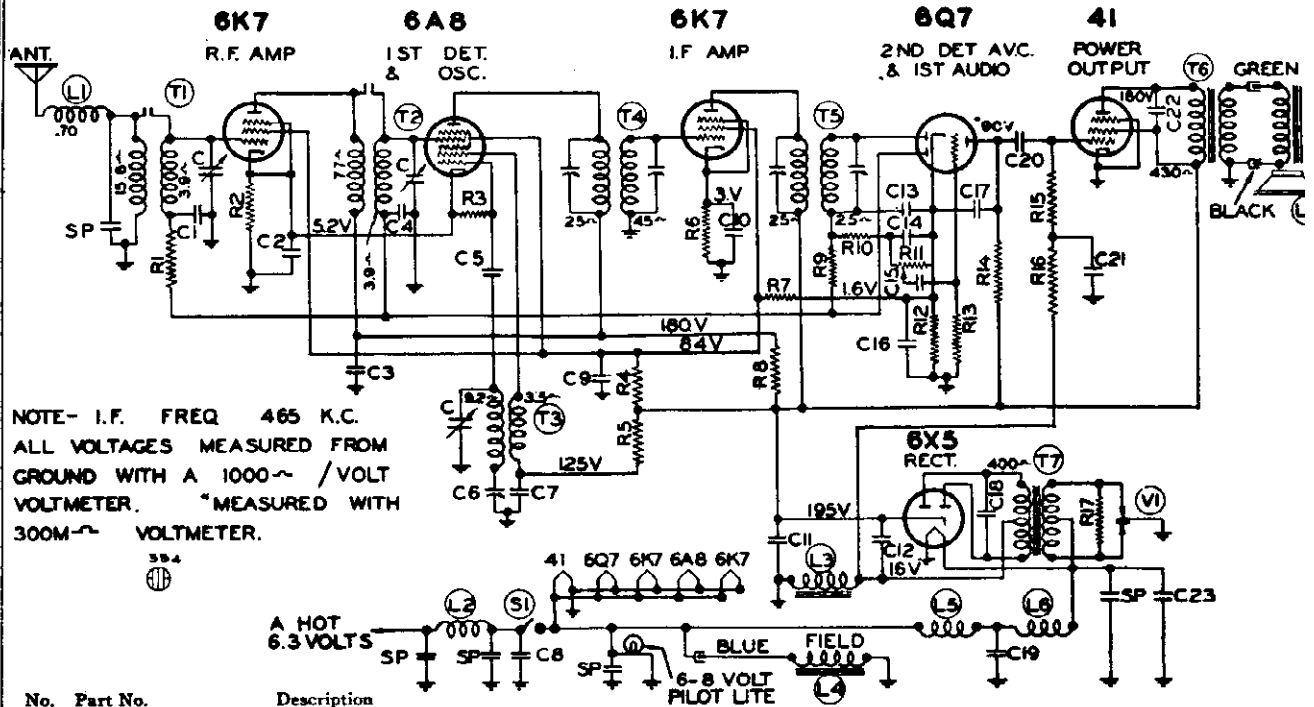 6K7 6A8 6K7 6Q7 41
R.F. AMP 1ST DET. & OSC. I.F AMP 2ND DET. AVC. & 1ST AUDIO POWER OUTPUT
ANT.
L1
.70
T1
15.8~
3.9~
C
SP
C1
R1
R2
C2
5.2V
77~
T2
C
C4
3.9~
R3
C5
C3
T4
25~
45~
3.V
R6
C10
T5
25~
2.5~
C13
C14
R10
R11
C15
R9
R7
1.6V
C16
R12
R13
C17
R14
"90V
C20
R15
R16
C21
180V
C22
T6
430~
GREEN
BLACK
L
180V
84V
C9
R4
R5
R8
C
9.2~
3.5~
T3
C6
C7
125V
NOTE- I.F. FREQ 465 K.C.
ALL VOLTAGES MEASURED FROM
GROUND WITH A 1000~ /VOLT
VOLTMETER. "MEASURED WITH
300M~ VOLTMETER.
6X5
RECT.
400~
T7
C18
R17
V1
195V
C11
C12
16V
L3
SP
C23
41 6Q7 6K7 6A8 6K7
A HOT
6.3 VOLTS
L2
S1
SP
SP
C8
SP
6-8 VOLT
PILOT LITE
BLUE
FIELD
L4
L5
L6
C19
No. Part No. Description